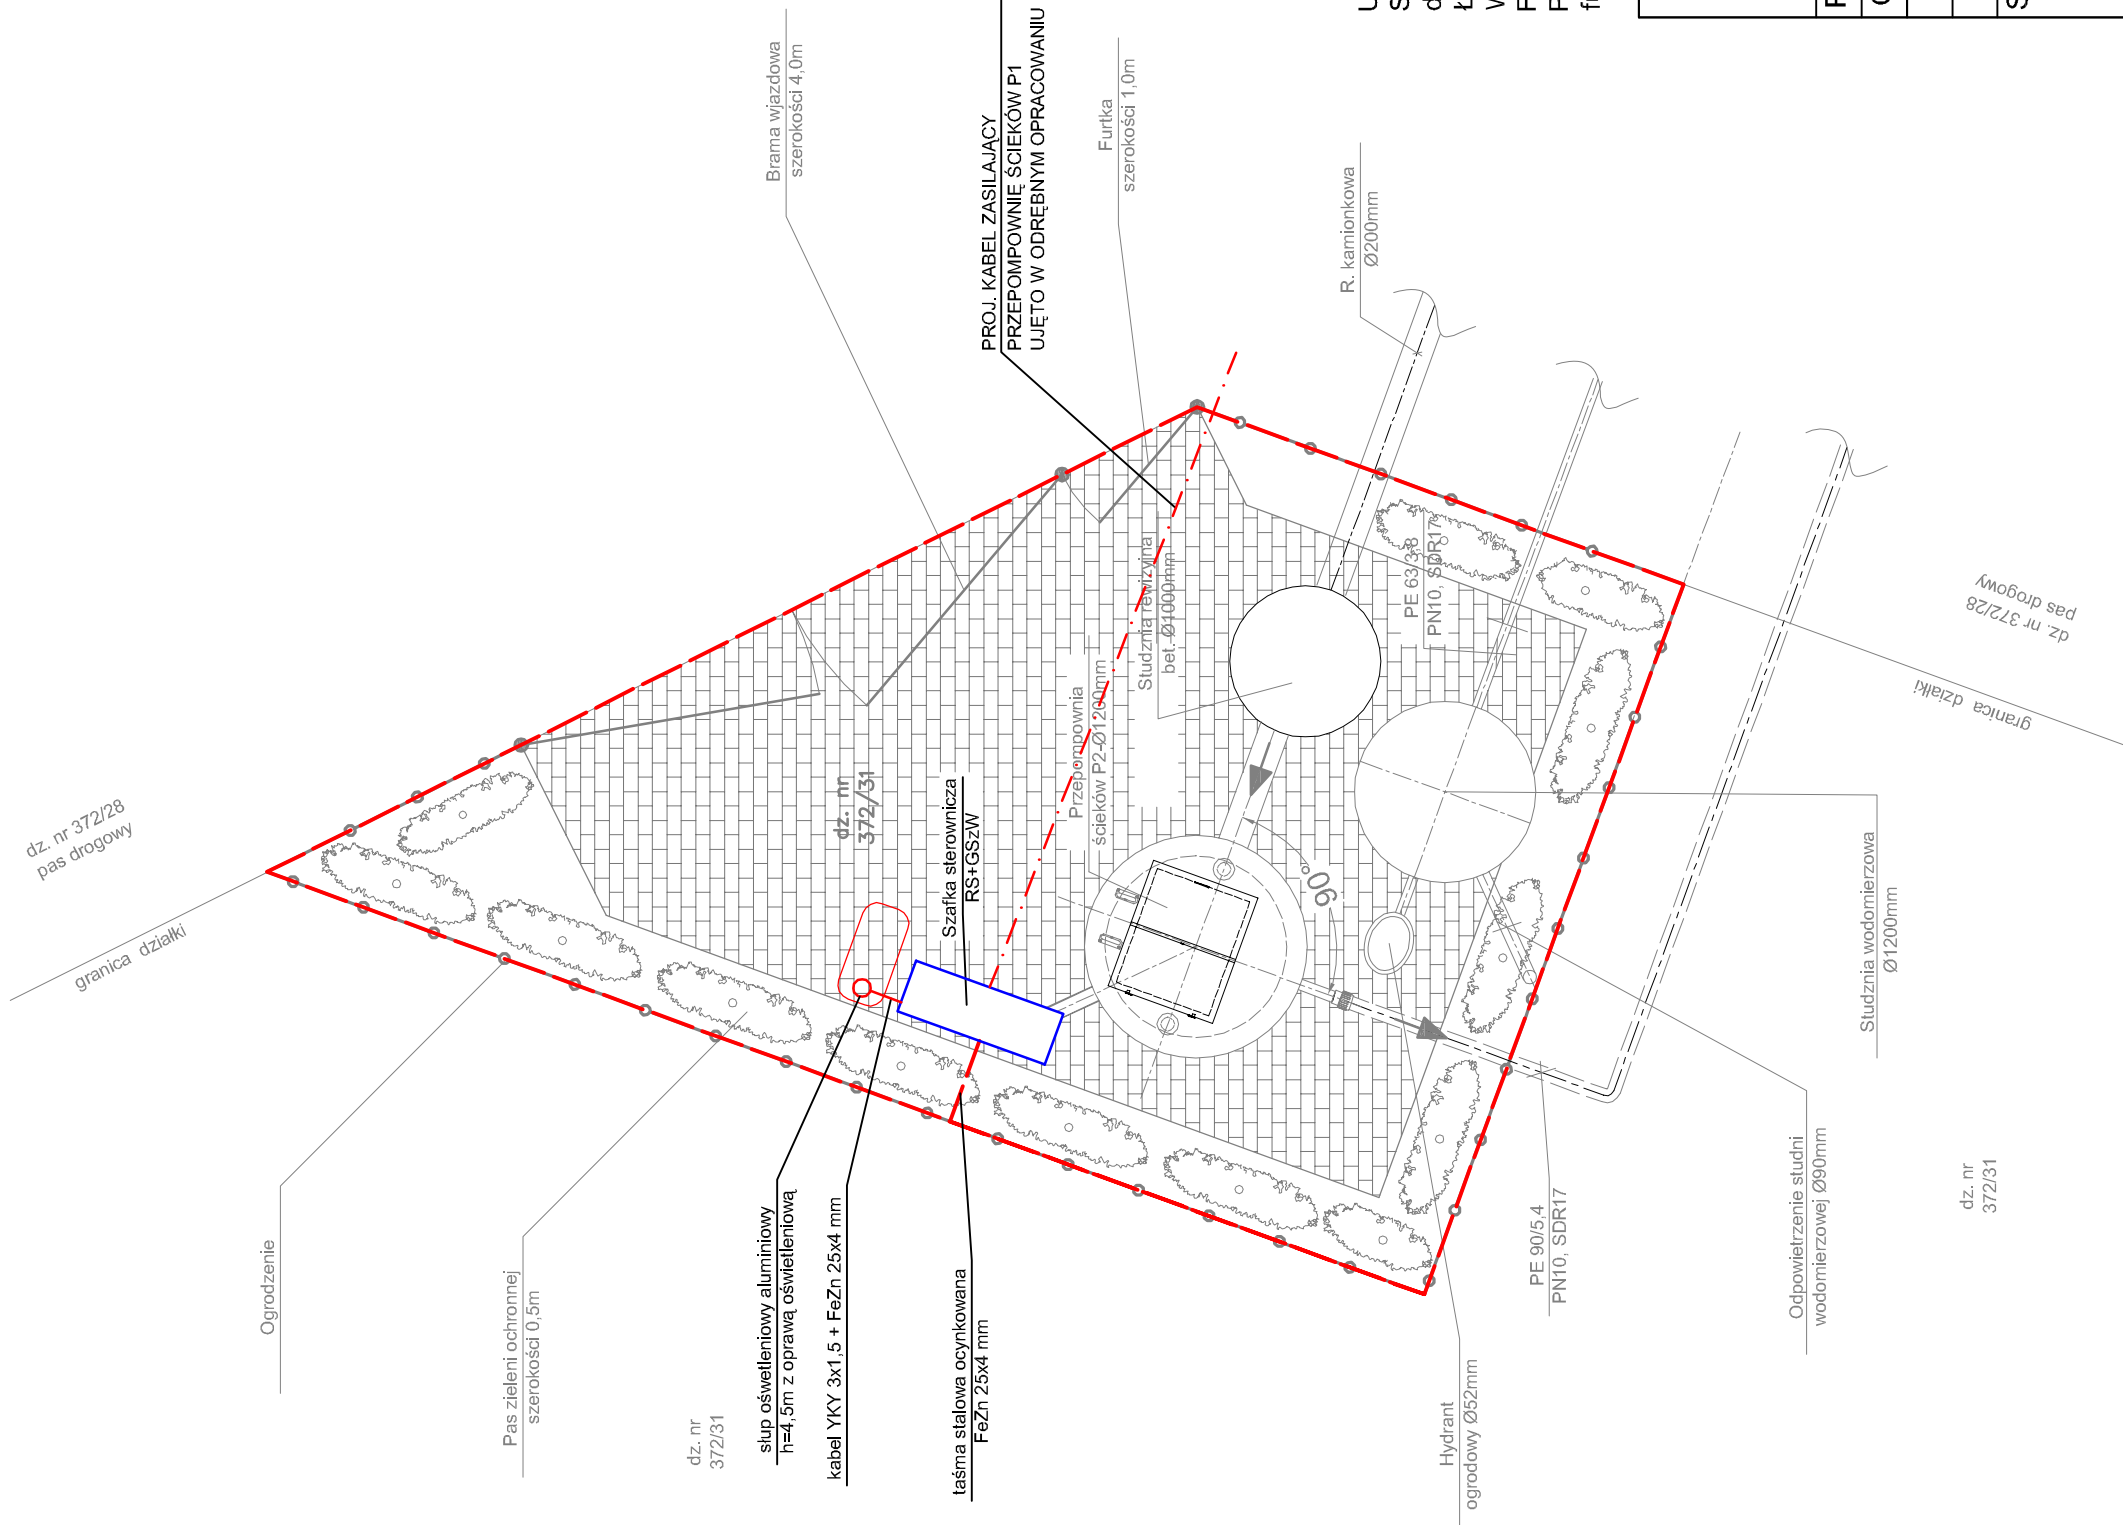 Brama wjazdowa
szerokości 4,0m
PROJ. KABEL ZASILAJĄCY
PRZEPOMPOWNIĘ ŚCIEKÓW P1
UJĘTO W ODRĘBNYM OPRACOWANIU
Furtka
szerokości 1,0m
R. kamionkowa
Ø200mm
dz. nr 372/28
pas drogowy
granica działki
Ogrodzenie
Pas zieleni ochronnej
szerokości 0,5m
dz. nr
372/31
słup oświetleniowy aluminiowy
h=4,5m z oprawą oświetleniową
kabel YKY 3x1,5 + FeZn 25x4 mm
taśma stalowa ocynkowana
FeZn 25x4 mm
dz. nr
372/31
Szafka sterownicza
RS+GSzW
Przepompownia
ścieków P2-Ø1200mm
Studznia rewizyjna
bet. Ø1000mm
PE 63/3,8
PN10, SDR17
90°
dz. nr 372/28
pas drogowy
granica działki
Studznia wodomierzowa
Ø1200mm
Odpowietrzenie studni
wodomierzowej Ø90mm
PE 90/5,4
PN10, SDR17
Hydrant
ogrodowy Ø52mm
dz. nr
372/31